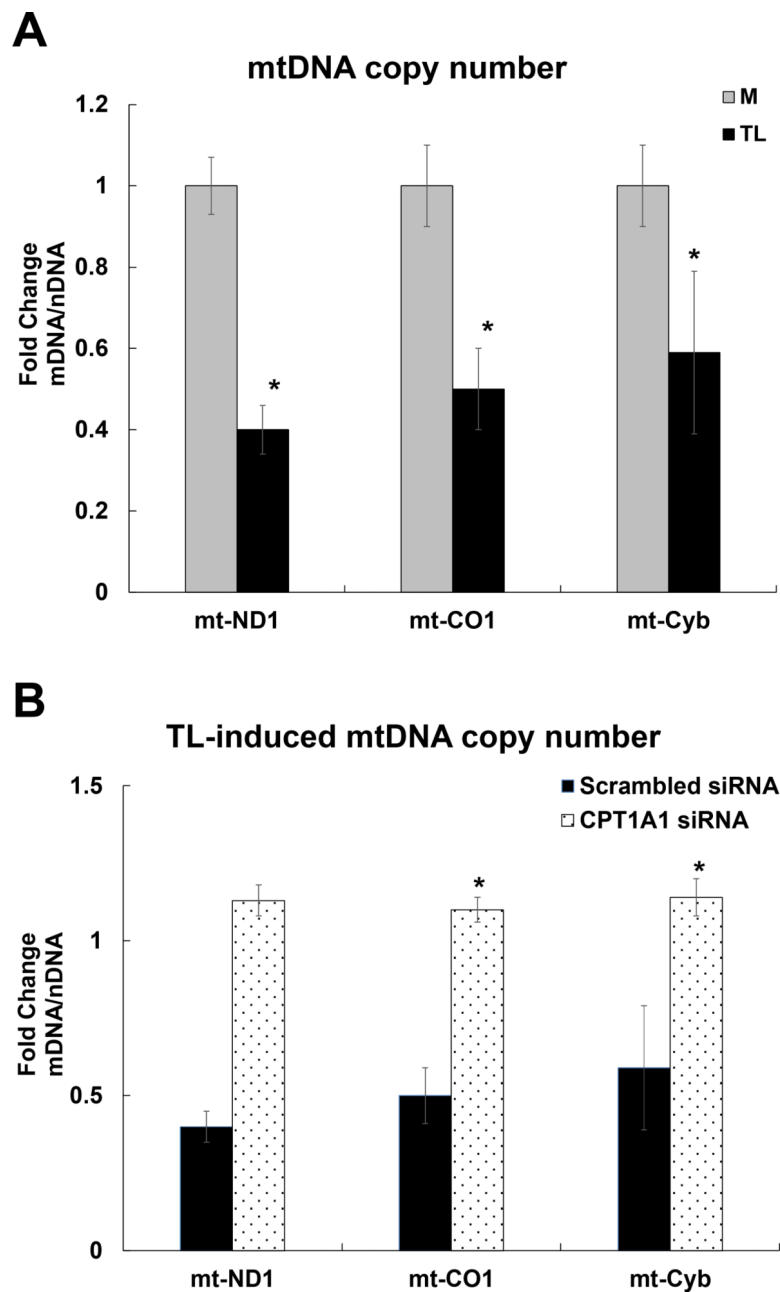 A
mtDNA copy number
M
TL
Fold Change
mDNA/nDNA
1.2
1
0.8
0.6
0.4
0.2
0
*
*
*
mt-ND1
mt-CO1
mt-Cyb
B
TL-induced mtDNA copy number
Scrambled siRNA
CPT1A1 siRNA
Fold Change
mDNA/nDNA
1.5
1
0.5
0
*
*
mt-ND1
mt-CO1
mt-Cyb